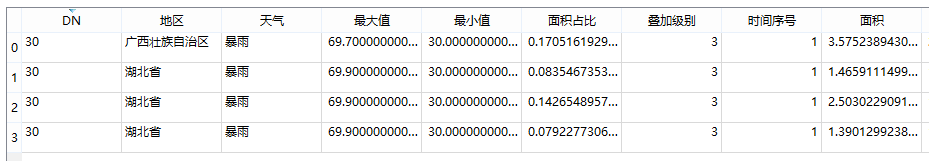 DN 地区 天气 最大值 最小值 面积占比 叠加级别 时间序号 面积
0 30 广西壮族自治区 暴雨 69.700000000... 30.000000000... 0.1705161929... 3 1 3.5752389430...
1 30 湖北省 暴雨 69.900000000... 30.000000000... 0.0835467353... 3 1 1.4659111499...
2 30 湖北省 暴雨 69.900000000... 30.000000000... 0.1426548957... 3 1 2.5030229091...
3 30 湖北省 暴雨 69.900000000... 30.000000000... 0.0792277306... 3 1 1.3901299238...